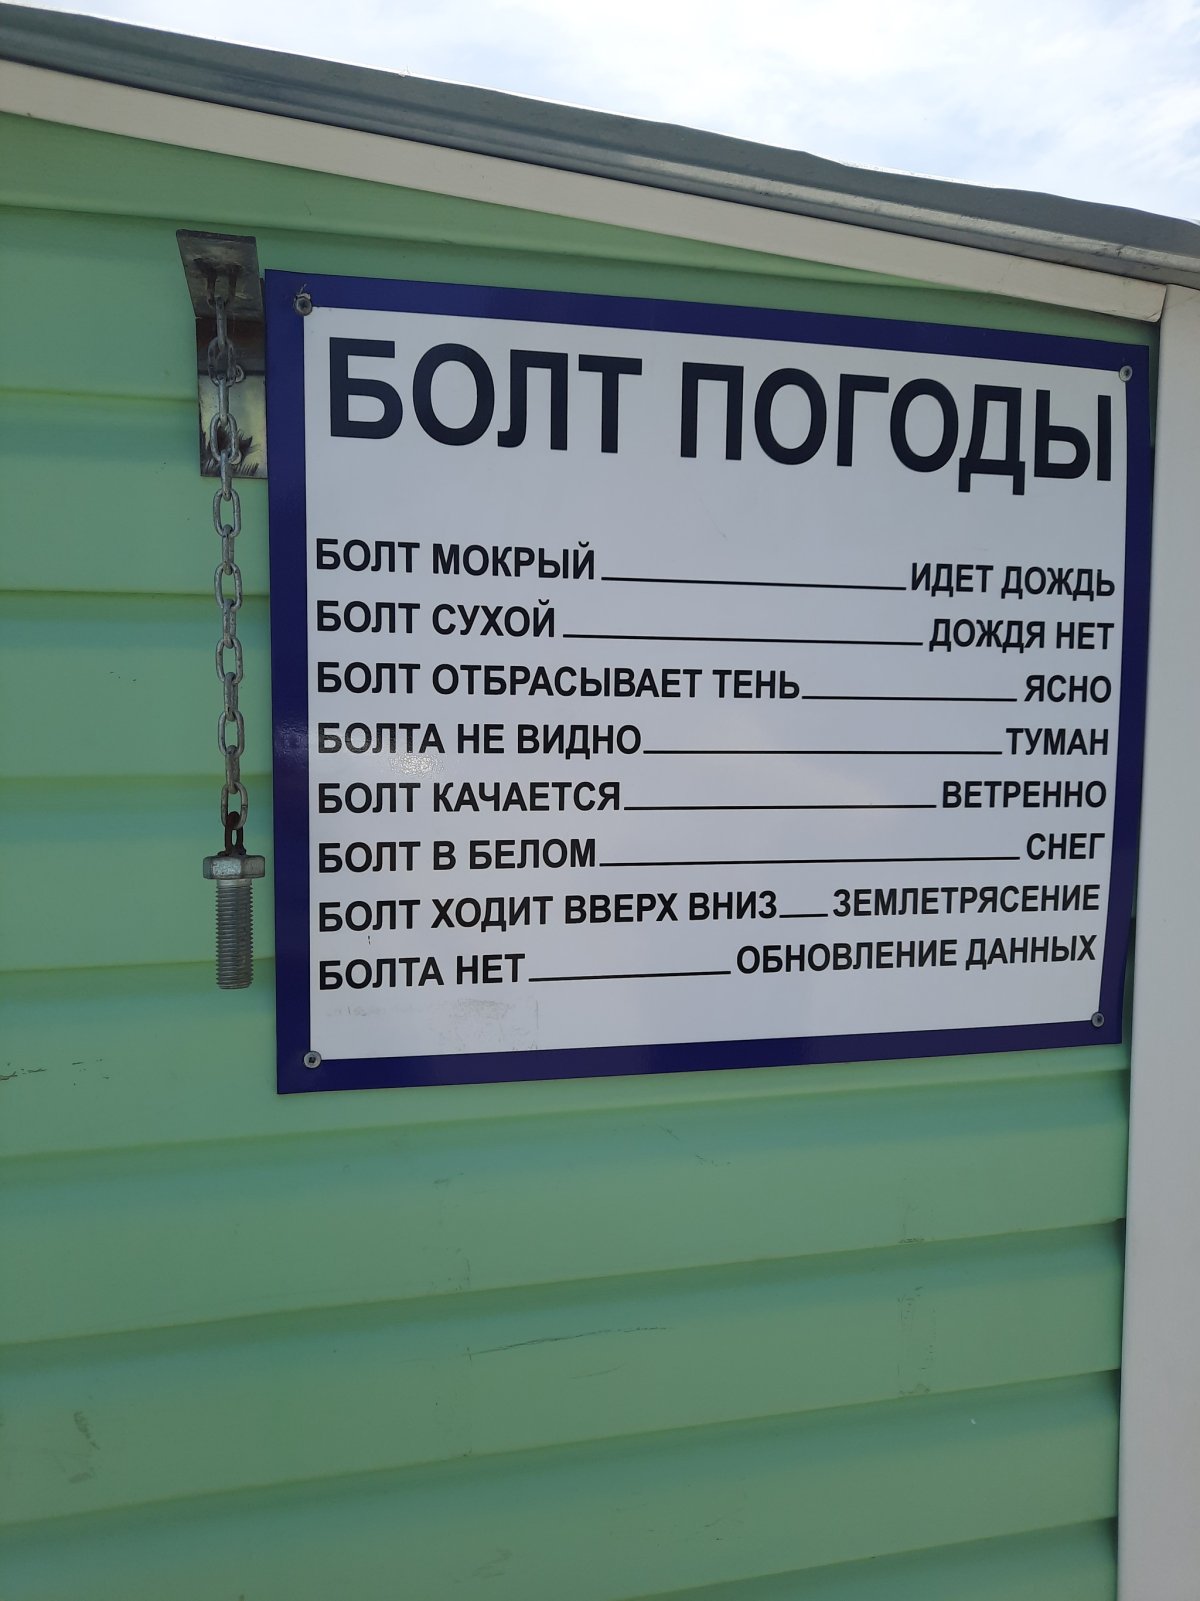 БОЛТ ПОГОДЫ
БОЛТ МОКРЫЙ ИДЕТ ДОЖДЬ
БОЛТ СУХОЙ ДОЖДЯ НЕТ
БОЛТ ОТБРАСЫВАЕТ ТЕНЬ ЯСНО
БОЛТА НЕ ВИДНО ТУМАН
БОЛТ КАЧАЕТСЯ ВЕТРЕННО
БОЛТ В БЕЛОМ СНЕГ
БОЛТ ХОДИТ ВВЕРХ ВНИЗ ЗЕМЛЕТРЯСЕНИЕ
БОЛТА НЕТ ОБНОВЛЕНИЕ ДАННЫХ